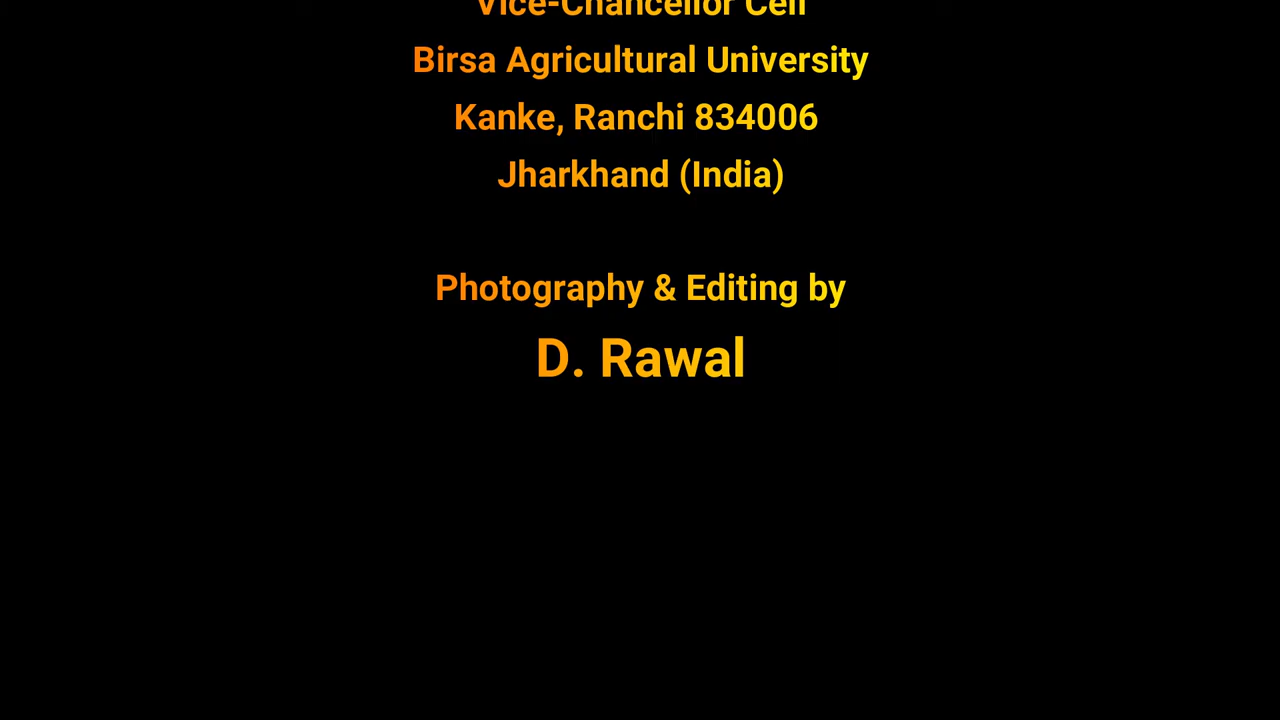 Vice-Chancellor Cell
Birsa Agricultural University
Kanke, Ranchi 834006
Jharkhand (India)
Photography & Editing by
D. Rawal